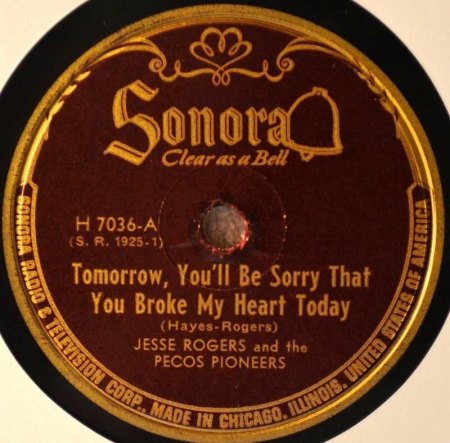 Sonora
Clear as a Bell
H 7036-A
(S. R. 1925-1)
Tomorrow, You'll Be Sorry That
You Broke My Heart Today
(Hayes-Rogers)
JESSE ROGERS and the
PECOS PIONEERS
SONORA RADIO & TELEVISION CORP., MADE IN CHICAGO, ILLINOIS, UNITED STATES OF AMERICA